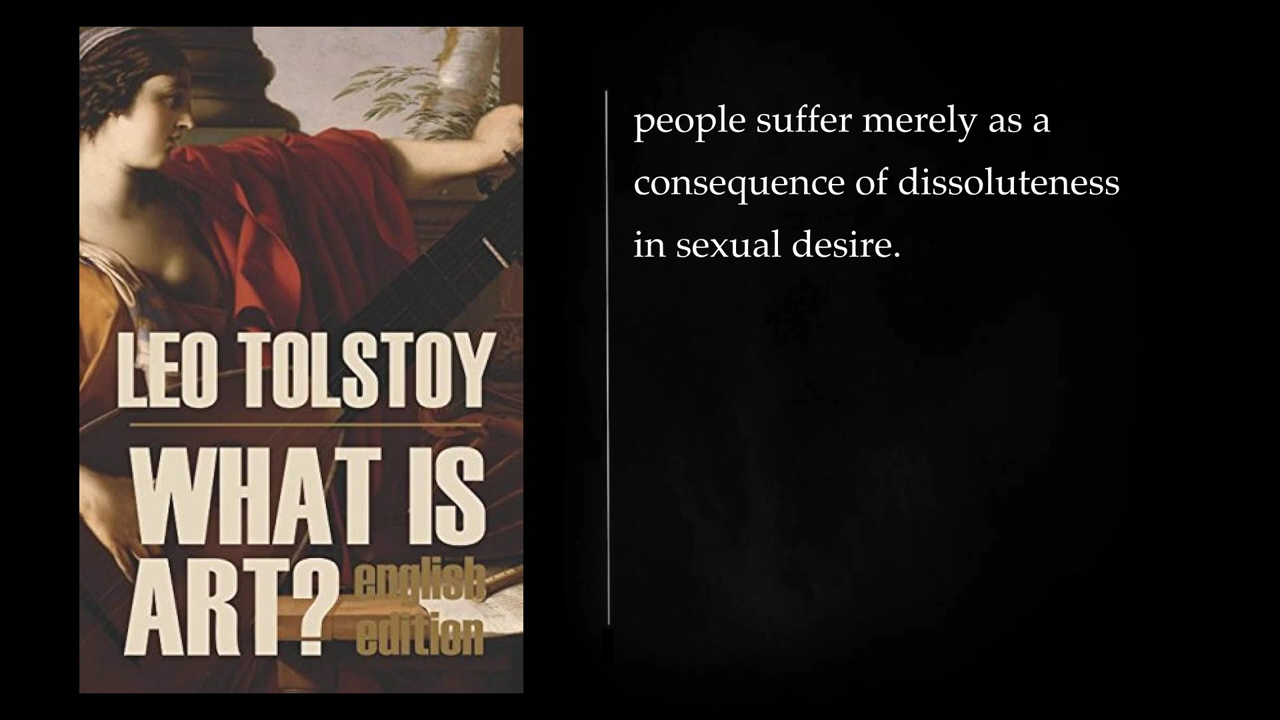 LEO TOLSTOY
WHAT IS
ART? english
edition
people suffer merely as a
consequence of dissoluteness
in sexual desire.